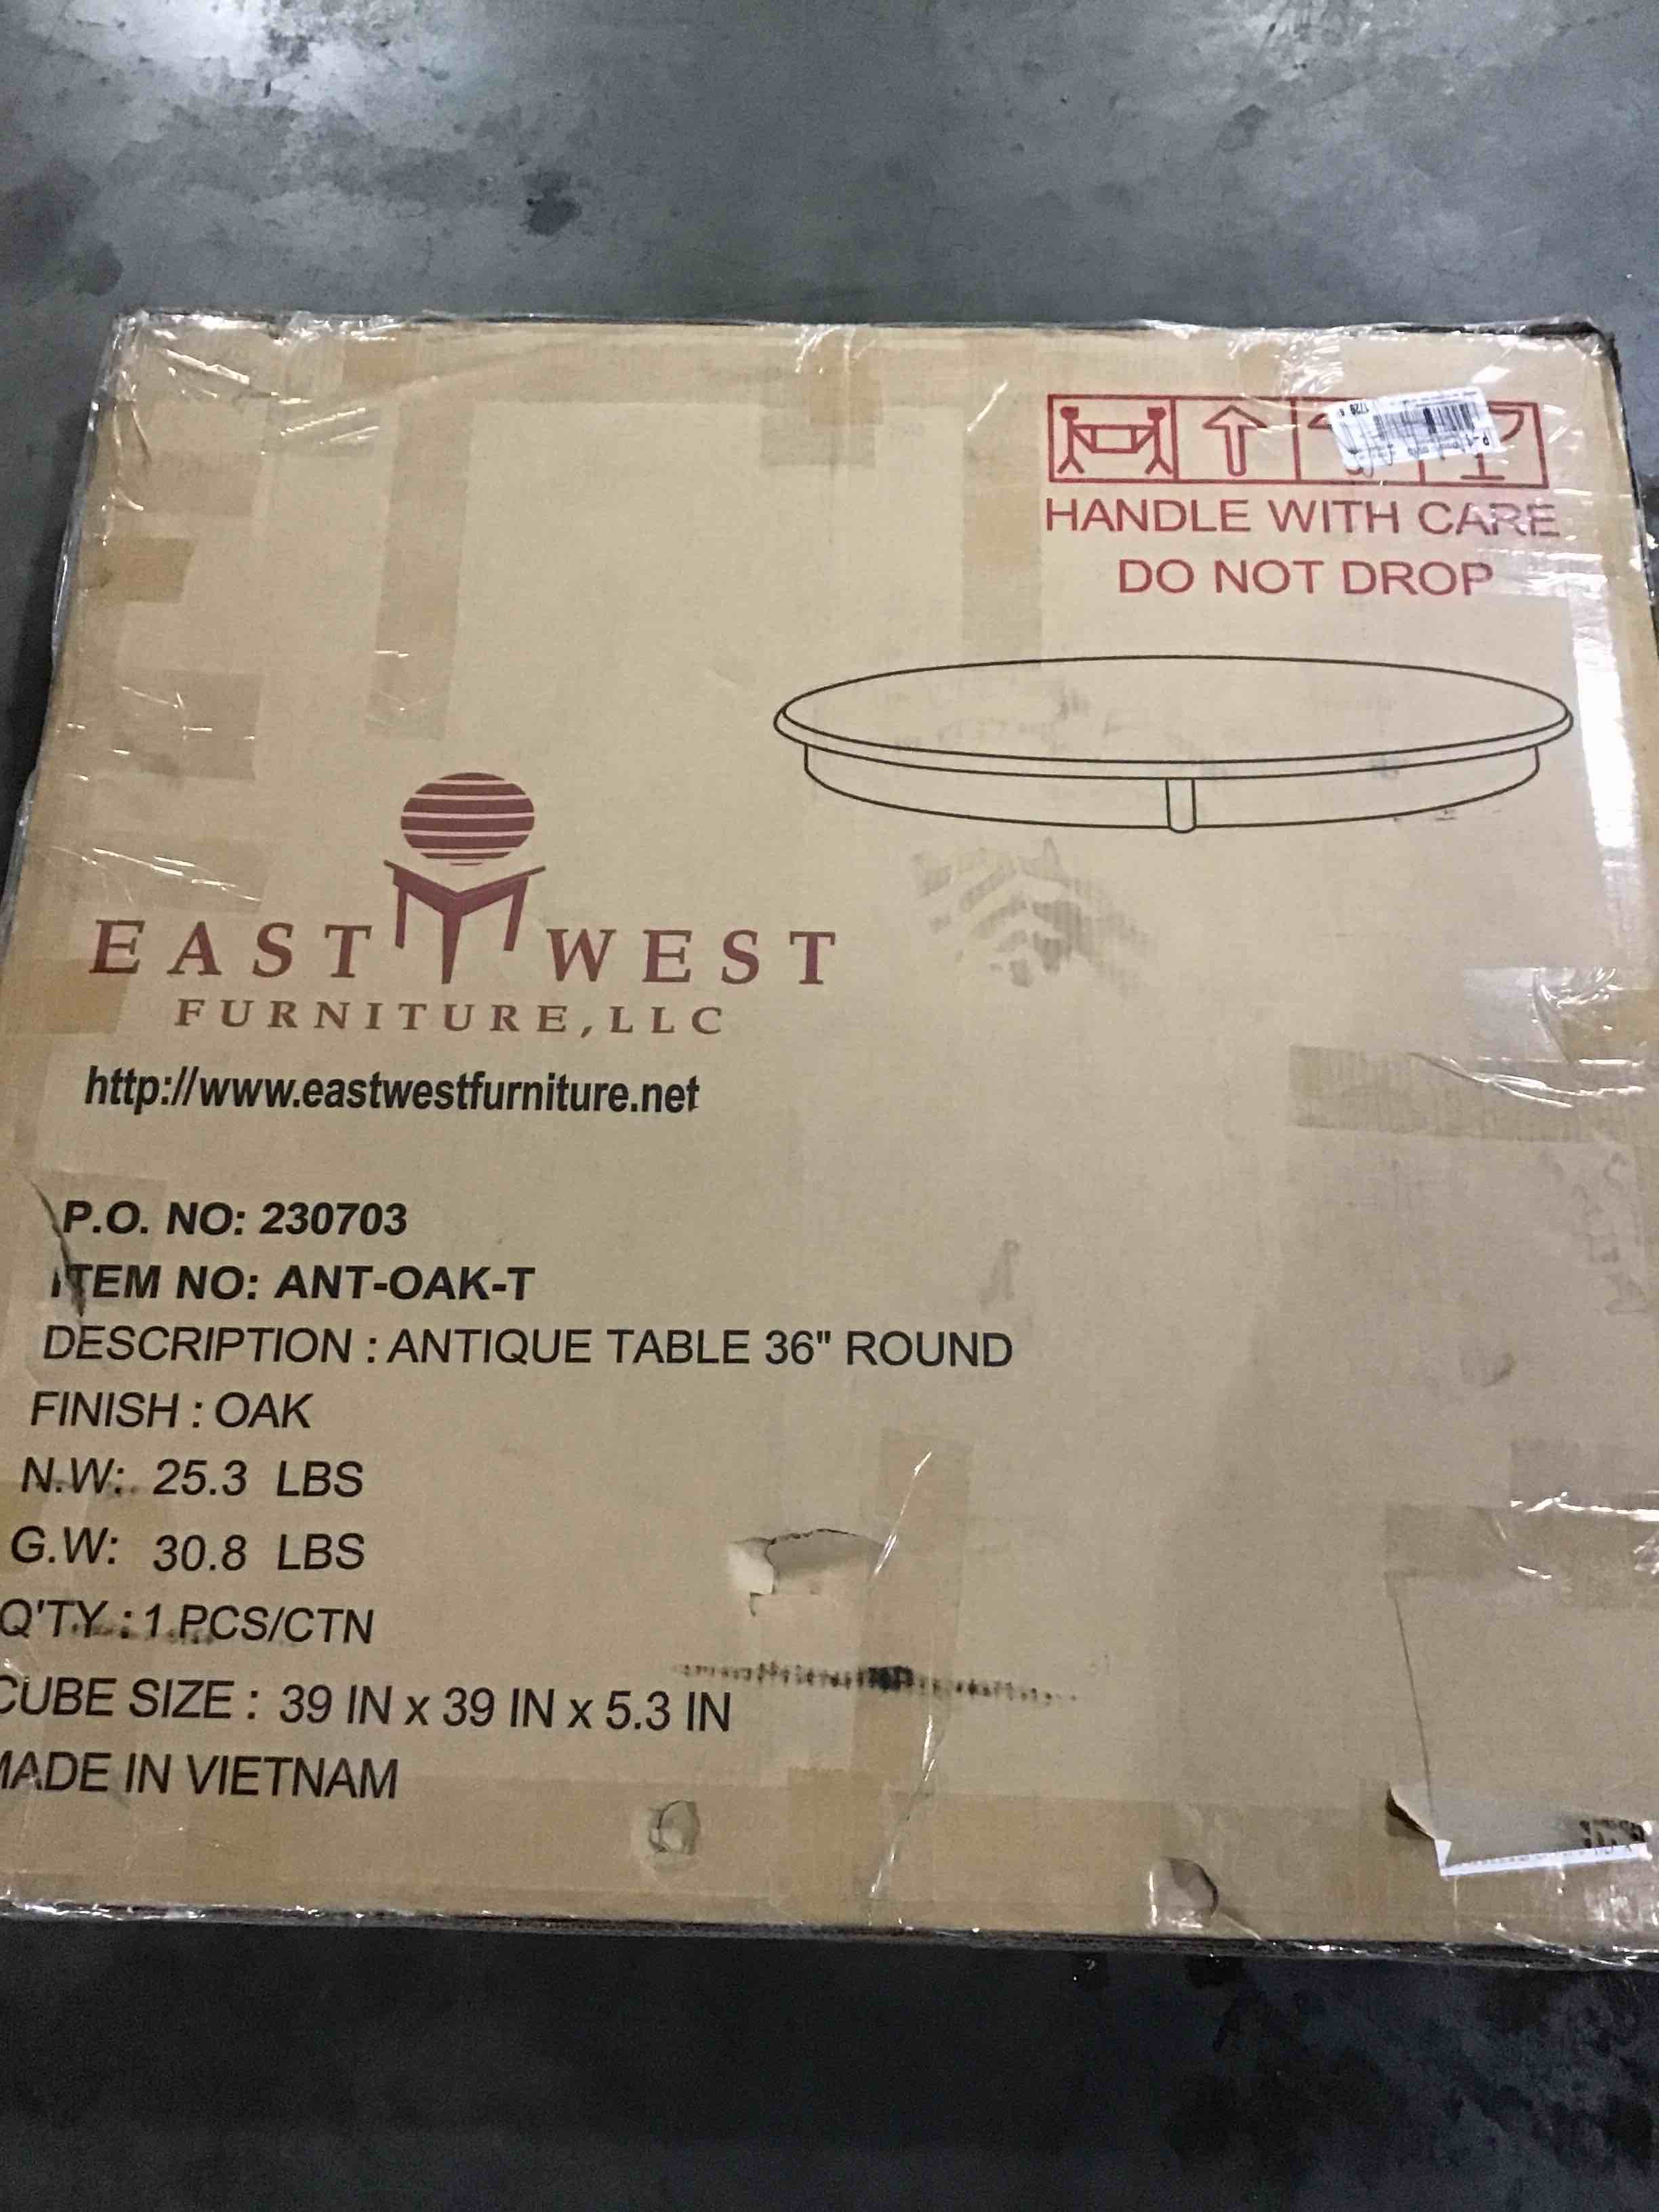 HANDLE WITH CARE
DO NOT DROP
EAST WEST
FURNITURE, LLC
http://www.eastwestfurniture.net
P.O. NO: 230703
ITEM NO: ANT-OAK-T
DESCRIPTION : ANTIQUE TABLE 36" ROUND
FINISH : OAK
N.W: 25.3 LBS
G.W: 30.8 LBS
Q'TY : 1 PCS/CTN
CUBE SIZE : 39 IN x 39 IN x 5.3 IN
MADE IN VIETNAM